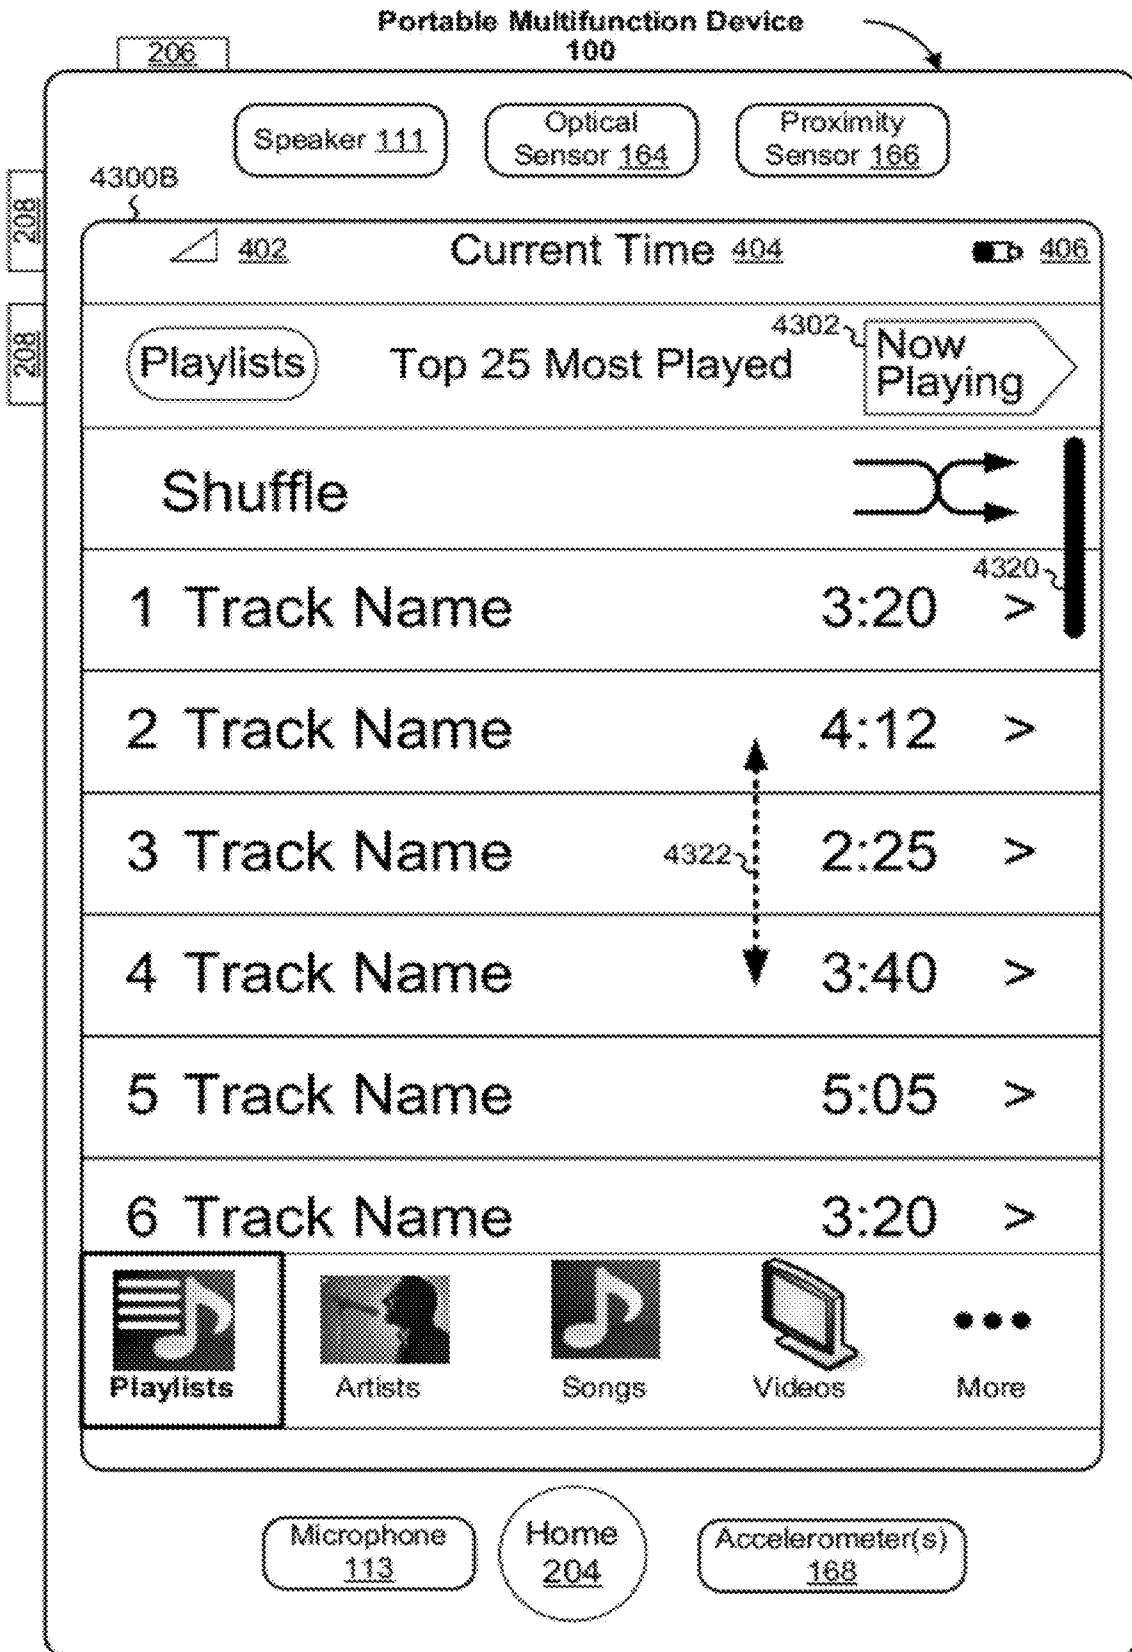 Portable Multifunction Device
100
206
Speaker 111
Optical
Sensor 164
Proximity
Sensor 166
4300B
208
208
402
Current Time 404
406
Playlists
Top 25 Most Played
4302
Now
Playing
Shuffle
4320
1 Track Name 3:20 >
2 Track Name 4:12 >
3 Track Name 2:25 >
4322
4 Track Name 3:40 >
5 Track Name 5:05 >
6 Track Name 3:20 >
Playlists
Artists
Songs
Videos
More
Microphone
113
Home
204
Accelerometer(s)
168